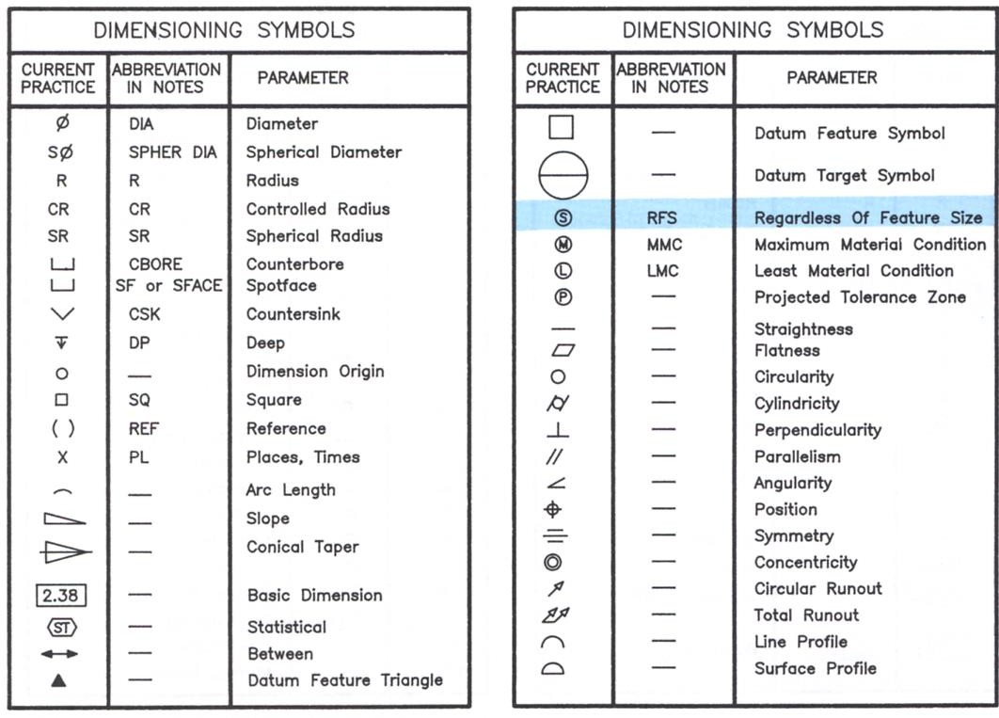 DIMENSIONING SYMBOLS
CURRENT PRACTICE ABBREVIATION IN NOTES PARAMETER
Ø DIA Diameter
SØ SPHER DIA Spherical Diameter
R R Radius
CR CR Controlled Radius
SR SR Spherical Radius
CBORE Counterbore
SF or SFACE Spotface
CSK Countersink
DP Deep
— Dimension Origin
SQ Square
( ) REF Reference
X PL Places, Times
— Arc Length
— Slope
— Conical Taper
2.38 — Basic Dimension
ST — Statistical
— Between
— Datum Feature Triangle
DIMENSIONING SYMBOLS
CURRENT PRACTICE ABBREVIATION IN NOTES PARAMETER
— Datum Feature Symbol
— Datum Target Symbol
Ⓢ RFS Regardless Of Feature Size
Ⓜ MMC Maximum Material Condition
Ⓛ LMC Least Material Condition
Ⓟ — Projected Tolerance Zone
— Straightness
— Flatness
— Circularity
— Cylindricity
— Perpendicularity
// — Parallelism
— Angularity
— Position
— Symmetry
— Concentricity
— Circular Runout
— Total Runout
— Line Profile
— Surface Profile